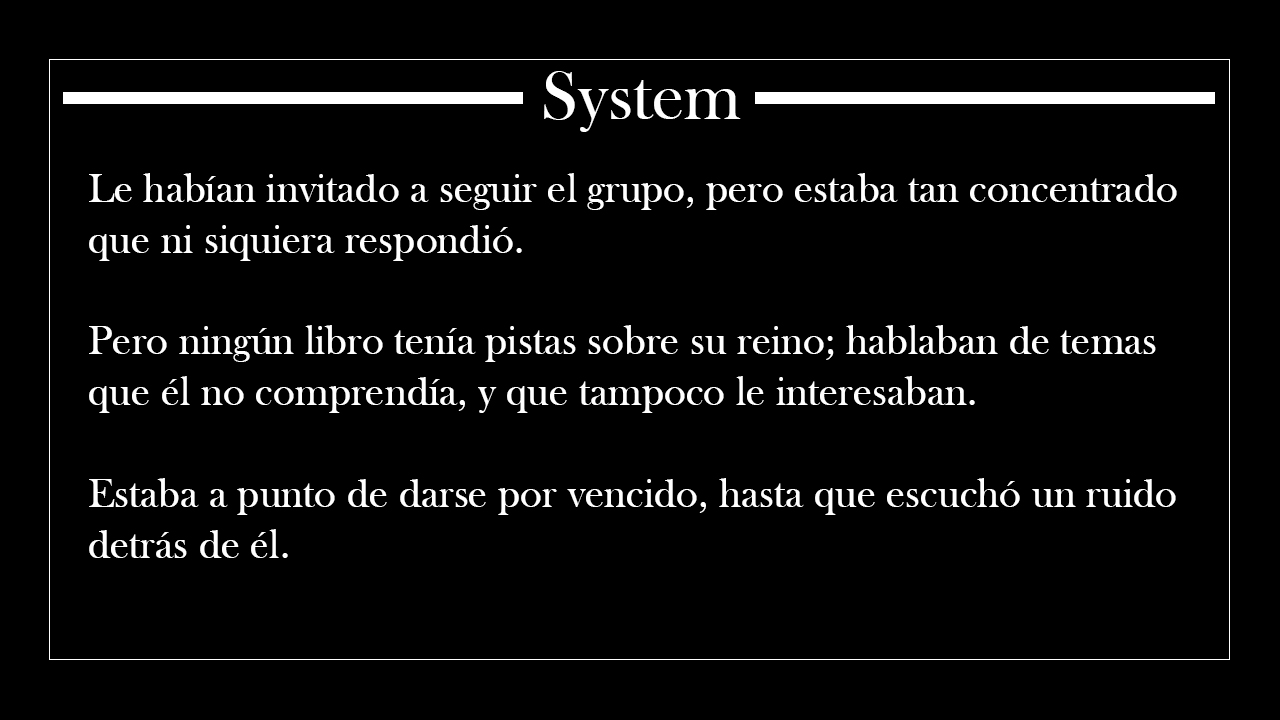 System
Le habían invitado a seguir el grupo, pero estaba tan concentrado
que ni siquiera respondió.
Pero ningún libro tenía pistas sobre su reino; hablaban de temas
que él no comprendía, y que tampoco le interesaban.
Estaba a punto de darse por vencido, hasta que escuchó un ruido
detrás de él.